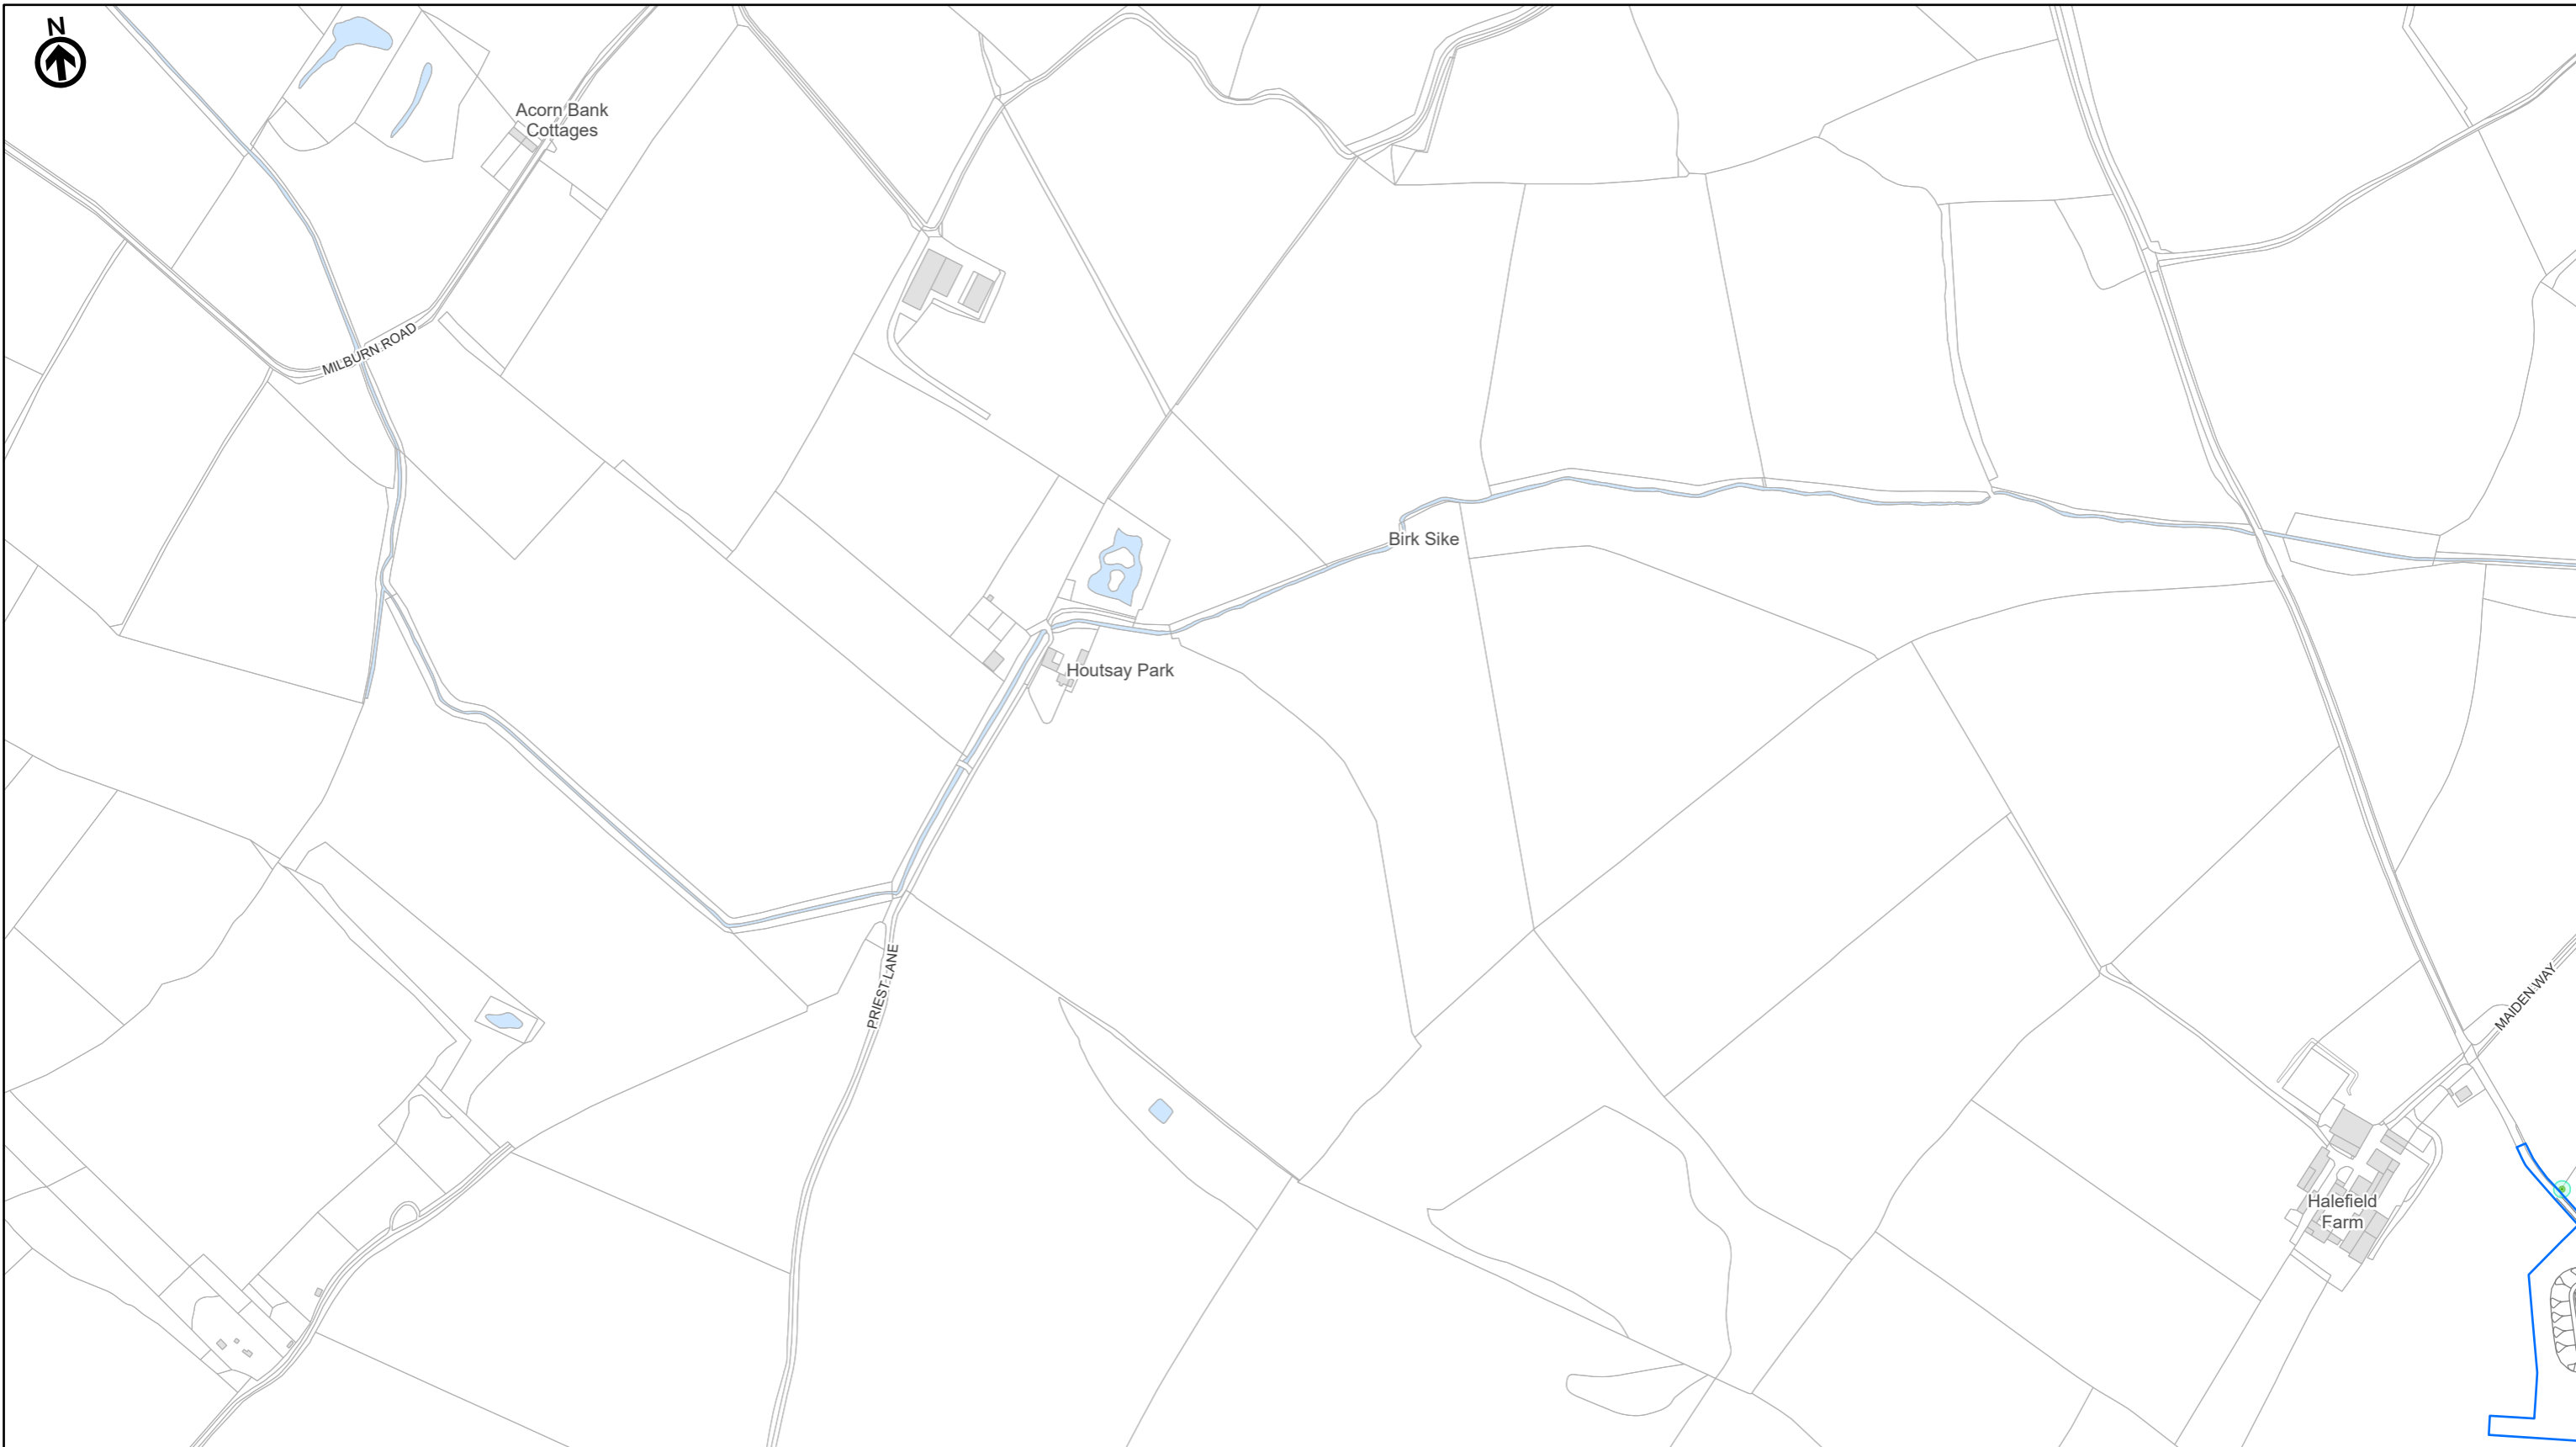 N
Acorn Bank
Cottages
MILBURN ROAD
Birk Sike
Houtsay Park
PRIEST LANE
MAIDEN WAY
Halefield
Farm